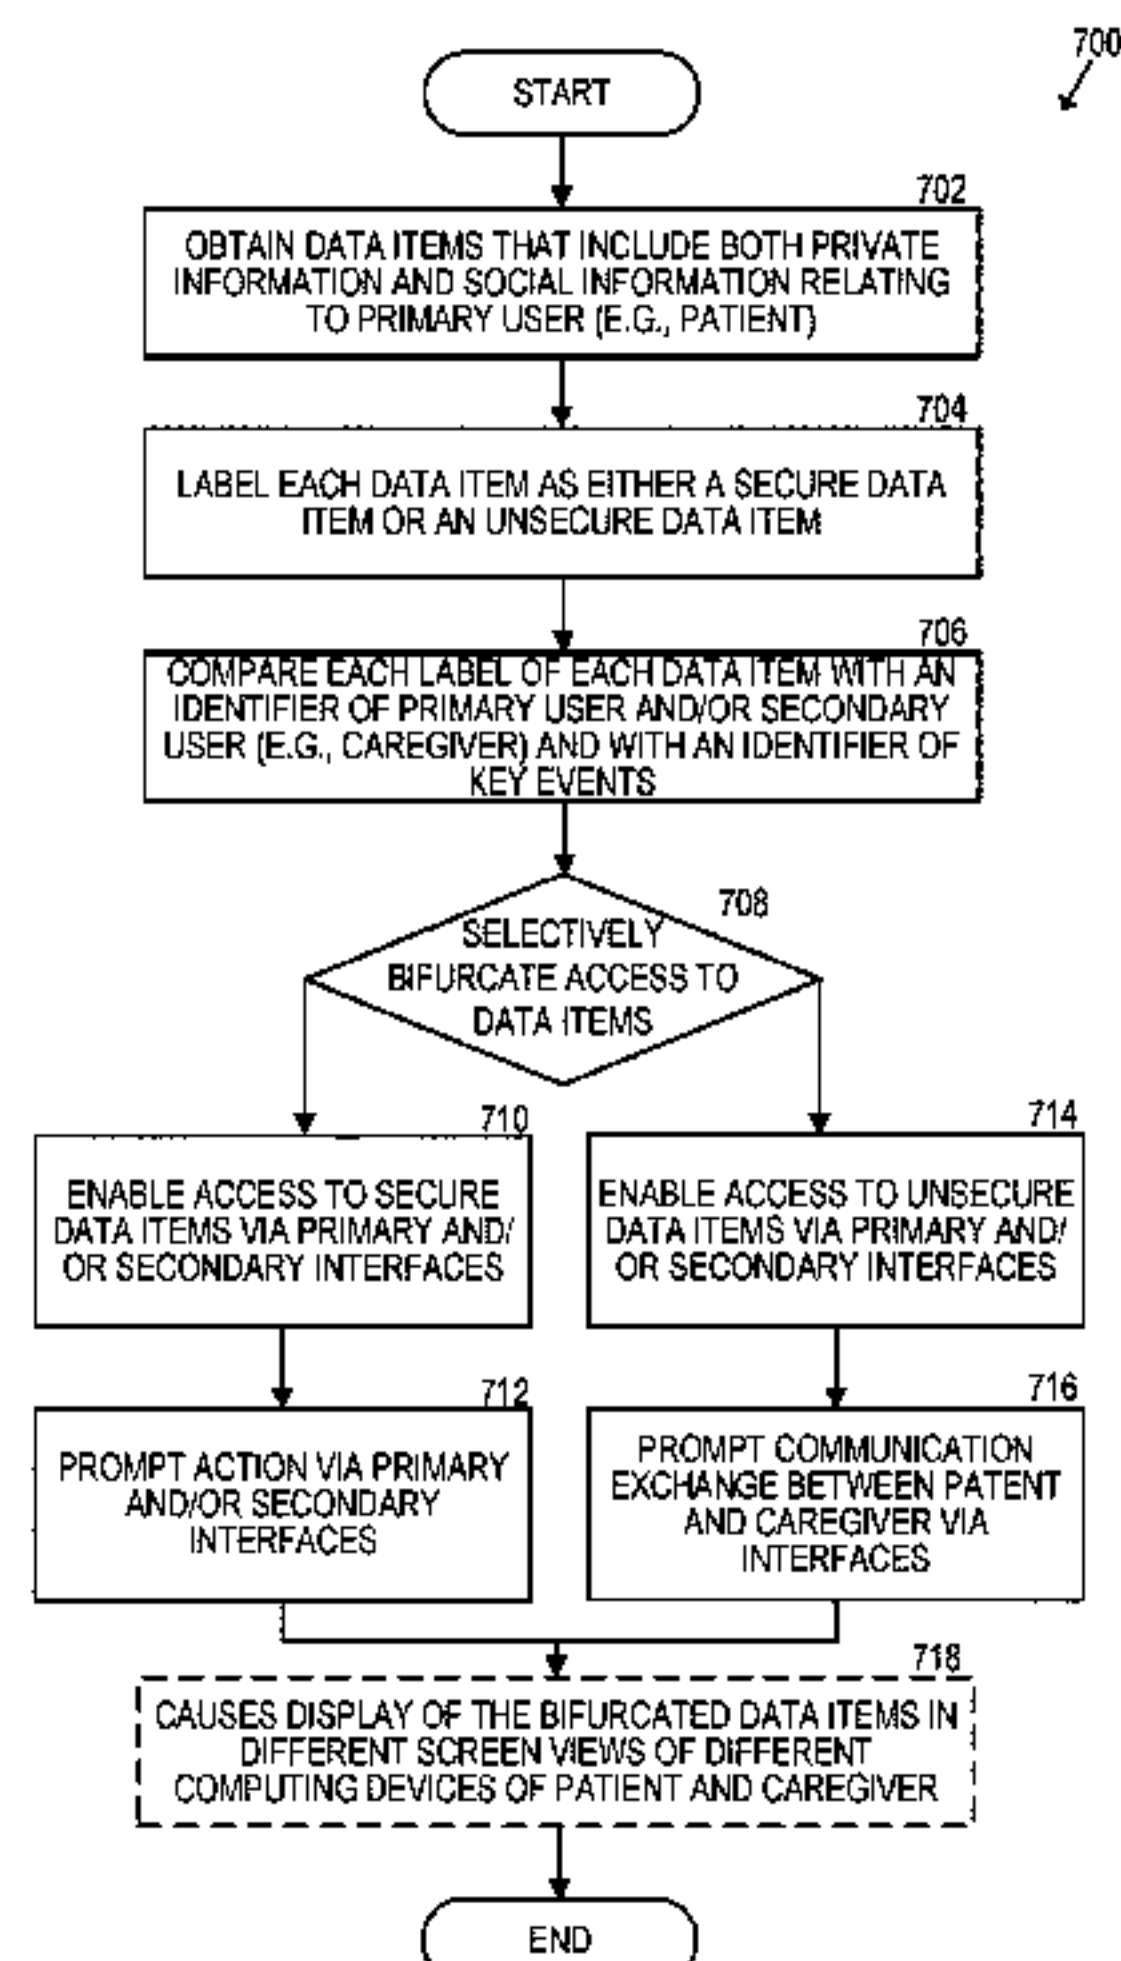 700
START
702
OBTAIN DATA ITEMS THAT INCLUDE BOTH PRIVATE
INFORMATION AND SOCIAL INFORMATION RELATING
TO PRIMARY USER (E.G., PATIENT)
704
LABEL EACH DATA ITEM AS EITHER A SECURE DATA
ITEM OR AN UNSECURE DATA ITEM
706
COMPARE EACH LABEL OF EACH DATA ITEM WITH AN
IDENTIFIER OF PRIMARY USER AND/OR SECONDARY
USER (E.G., CAREGIVER) AND WITH AN IDENTIFIER OF
KEY EVENTS
708
SELECTIVELY
BIFURCATE ACCESS TO
DATA ITEMS
710
ENABLE ACCESS TO SECURE
DATA ITEMS VIA PRIMARY AND/
OR SECONDARY INTERFACES
712
PROMPT ACTION VIA PRIMARY
AND/OR SECONDARY
INTERFACES
714
ENABLE ACCESS TO UNSECURE
DATA ITEMS VIA PRIMARY AND/
OR SECONDARY INTERFACES
716
PROMPT COMMUNICATION
EXCHANGE BETWEEN PATENT
AND CAREGIVER VIA
INTERFACES
718
CAUSES DISPLAY OF THE BIFURCATED DATA ITEMS IN
DIFFERENT SCREEN VIEWS OF DIFFERENT
COMPUTING DEVICES OF PATIENT AND CAREGIVER
END